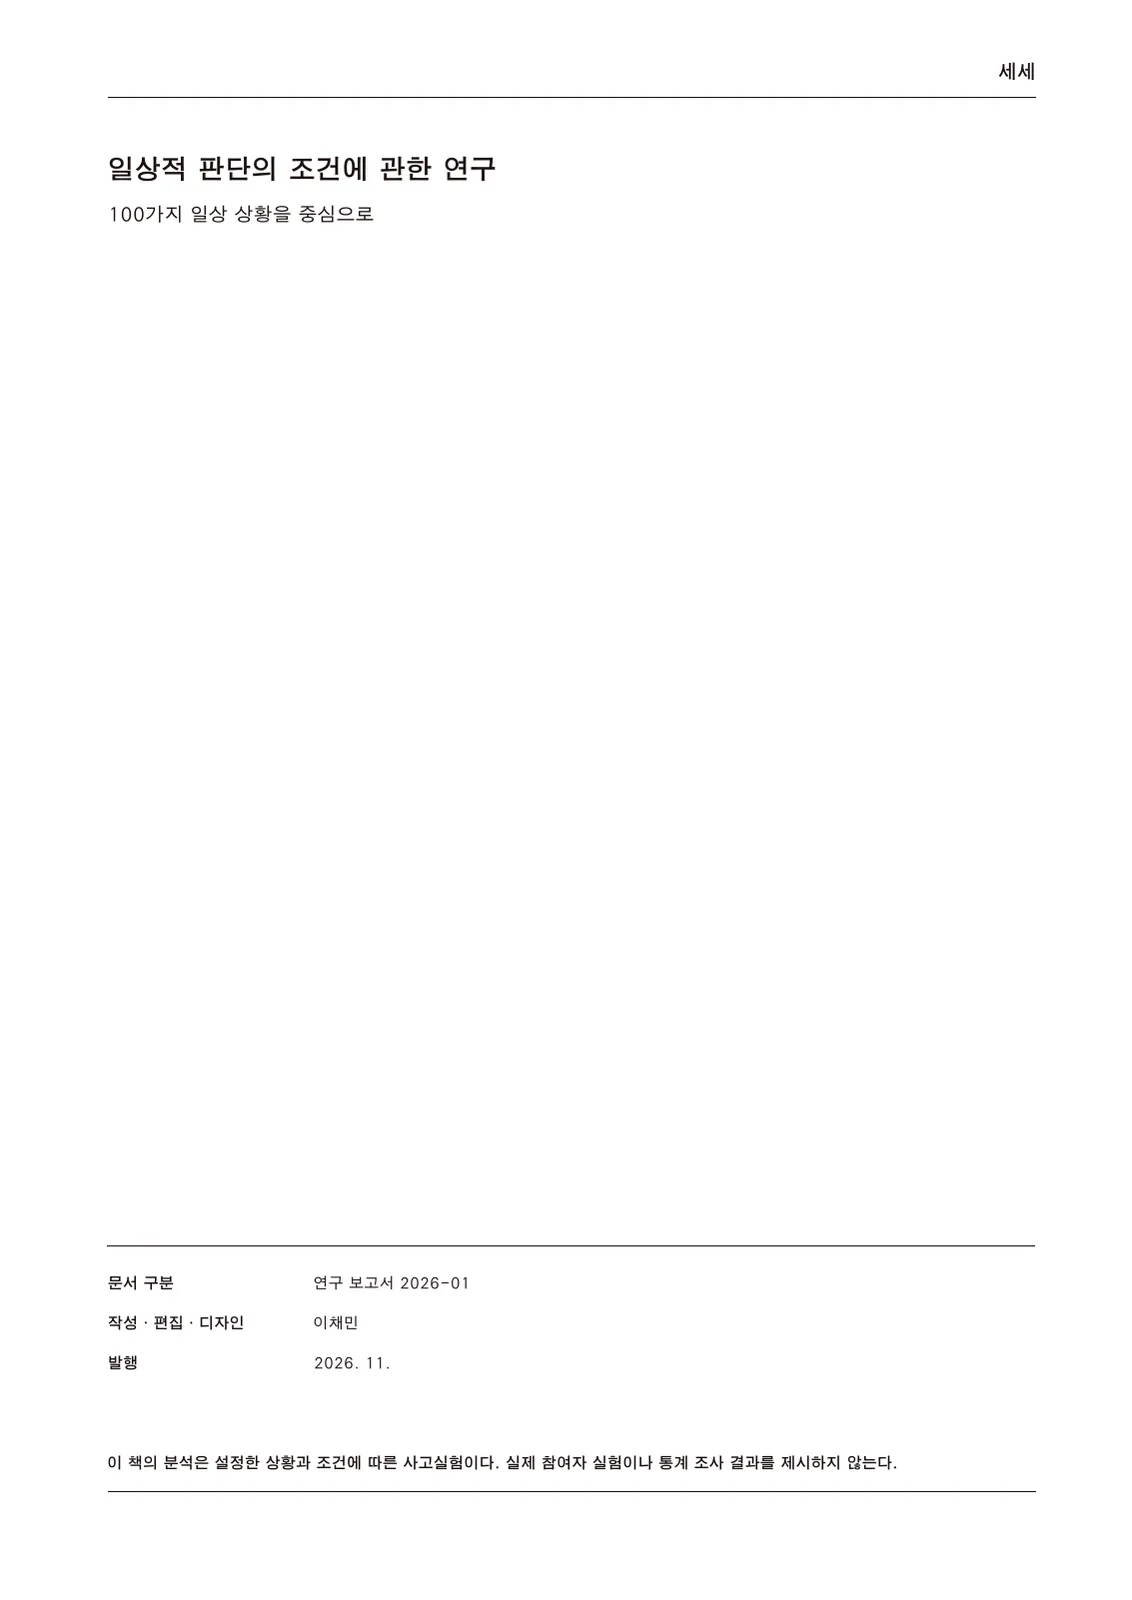 세세
일상적 판단의 조건에 관한 연구
100가지 일상 상황을 중심으로
문서 구분 연구 보고서 2026-01
작성 · 편집 · 디자인 이채민
발행 2026. 11.
이 책의 분석은 설정한 상황과 조건에 따른 사고실험이다. 실제 참여자 실험이나 통계 조사 결과를 제시하지 않는다.